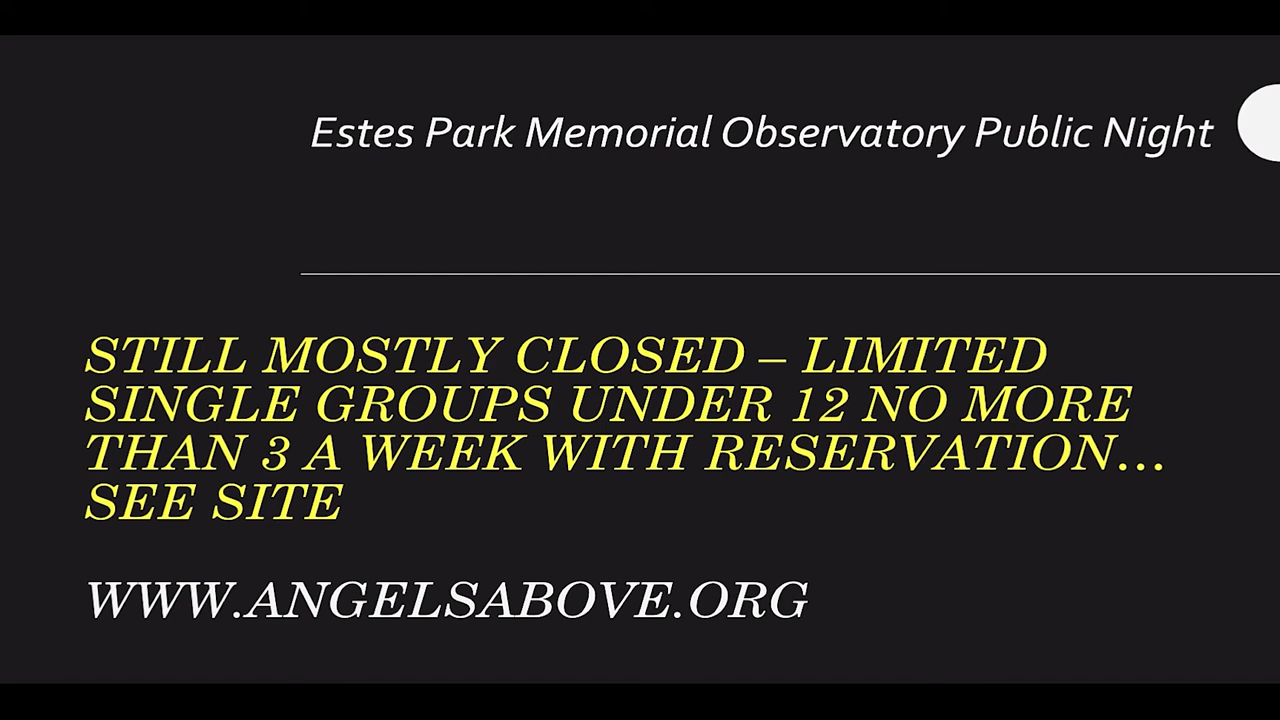 Estes Park Memorial Observatory Public Night
STILL MOSTLY CLOSED – LIMITED
SINGLE GROUPS UNDER 12 NO MORE
THAN 3 A WEEK WITH RESERVATION...
SEE SITE
WWW.ANGELSABOVE.ORG